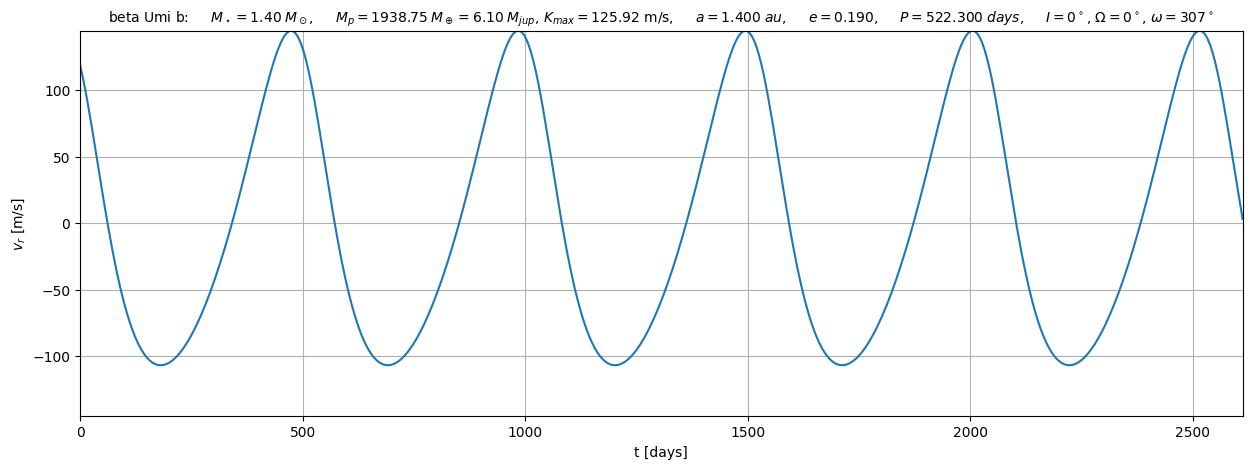 beta Umi b: M⋆ = 1.40 M⊙, Mp = 1938.75 M⊕ = 6.10 Mjup, Kmax = 125.92 m/s, a = 1.400 au, e = 0.190, P = 522.300 days, I = 0°, Ω = 0°, ω = 307°
100
50
0
−50
−100
vr [m/s]
0 500 1000 1500 2000 2500
t [days]